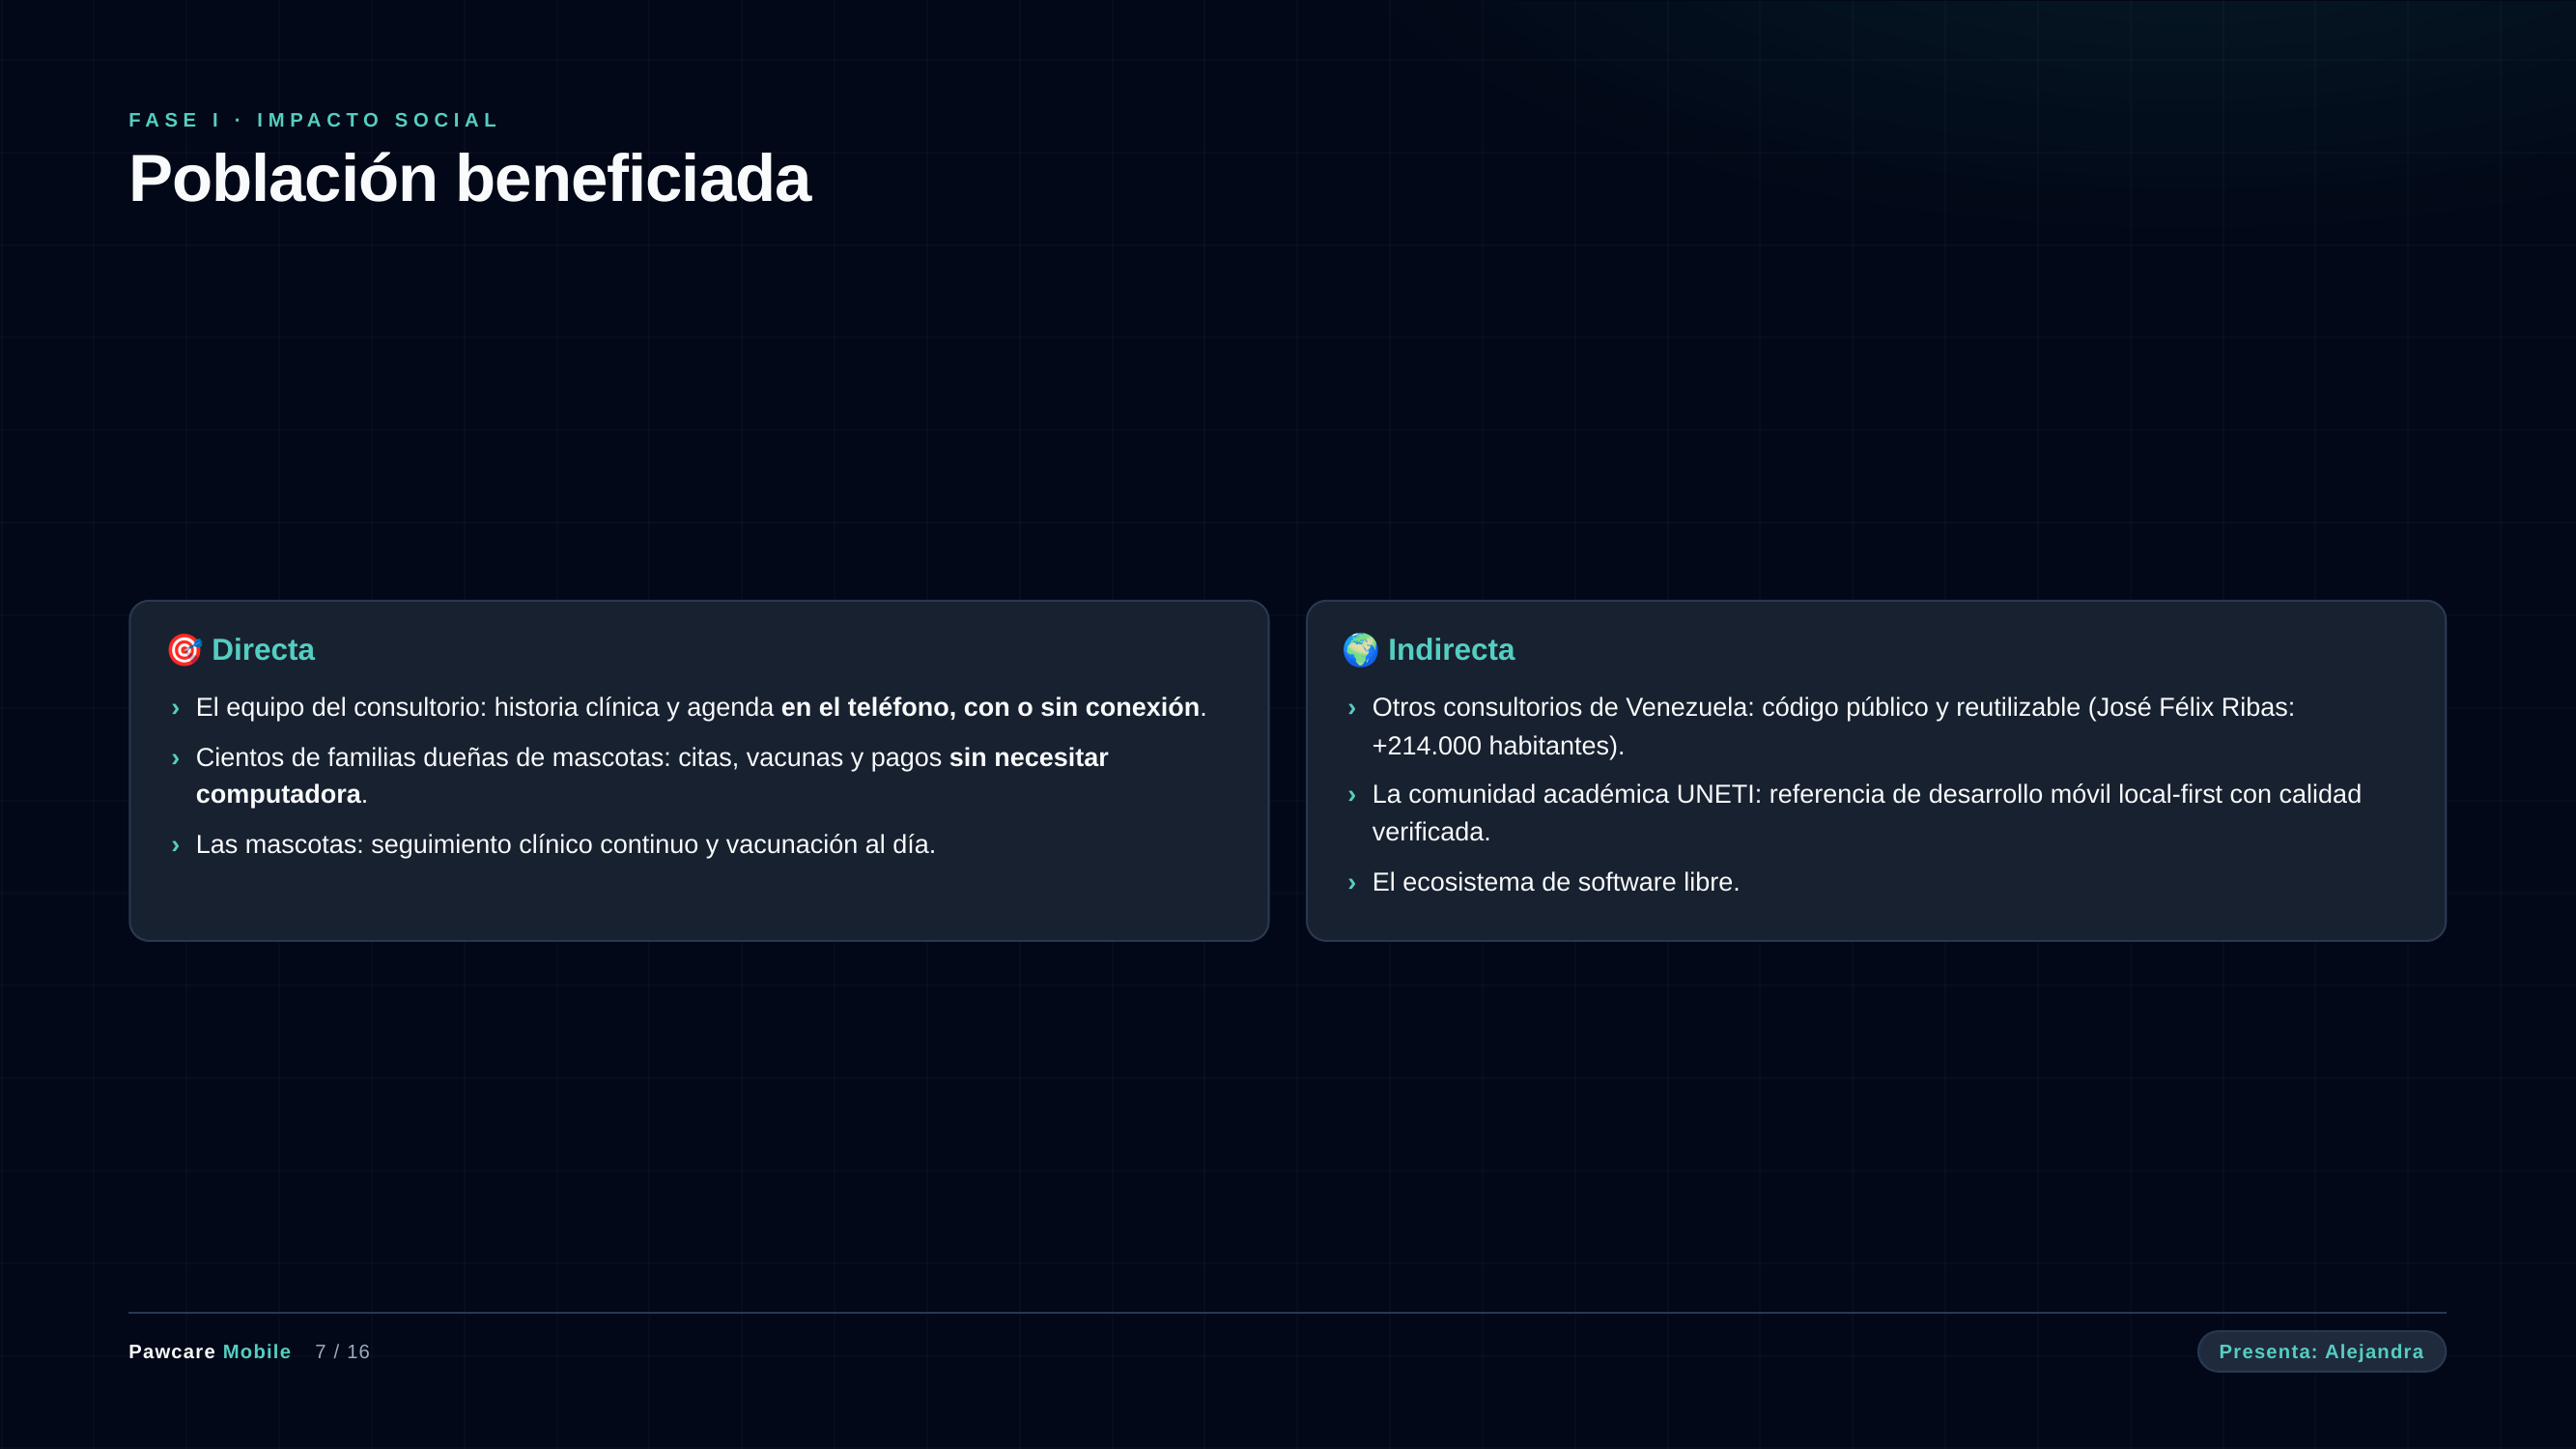 FASE I · IMPACTO SOCIAL
Población beneficiada
🎯 Directa
› El equipo del consultorio: historia clínica y agenda en el teléfono, con o sin conexión.
› Cientos de familias dueñas de mascotas: citas, vacunas y pagos sin necesitar
computadora.
› Las mascotas: seguimiento clínico continuo y vacunación al día.
🌍 Indirecta
› Otros consultorios de Venezuela: código público y reutilizable (José Félix Ribas:
+214.000 habitantes).
› La comunidad académica UNETI: referencia de desarrollo móvil local-first con calidad
verificada.
› El ecosistema de software libre.
Pawcare Mobile 7 / 16
Presenta: Alejandra